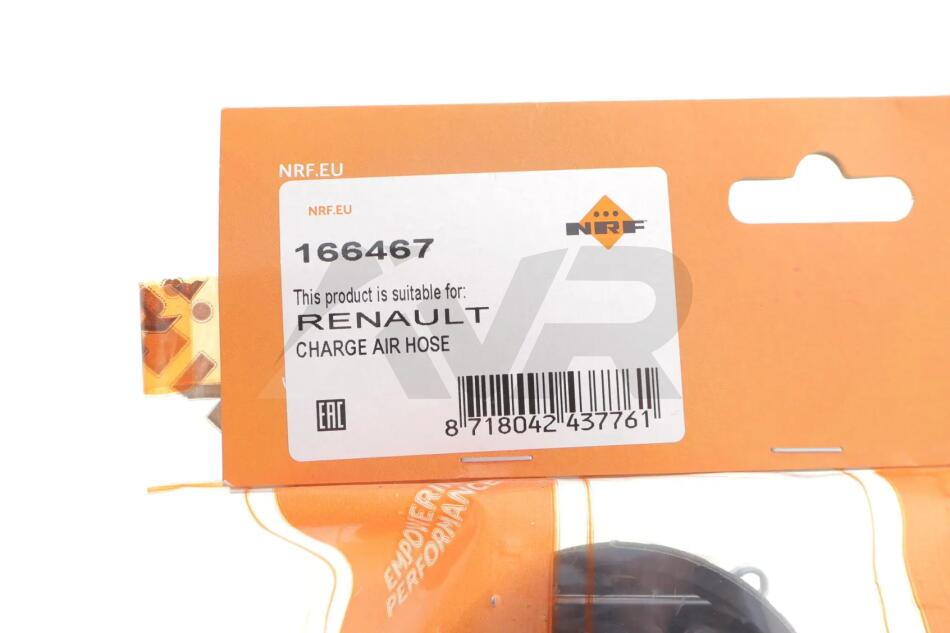 NRF.EU
NRF.EU
NRF
166467
This product is suitable for:
RENAULT
CHARGE AIR HOSE
EAC
8 718042 437761
EMPOWERING
PERFORMANCE